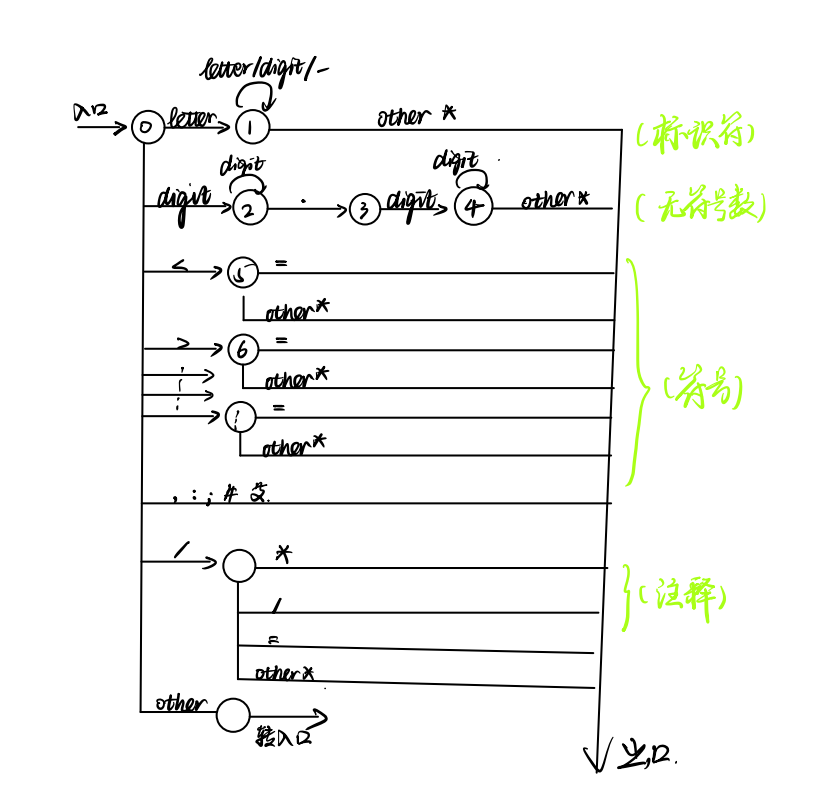 letter/digit/_
入口 0 letter 1 other * (标识符)
digit digit
digit 2 . 3 digit 4 other * (无符号数)
< 5 =
other *
> 6 =
other * (符号)
=
other *
, : ; #
/ *
(注释)
/
=
other *
other
转入口
出口.